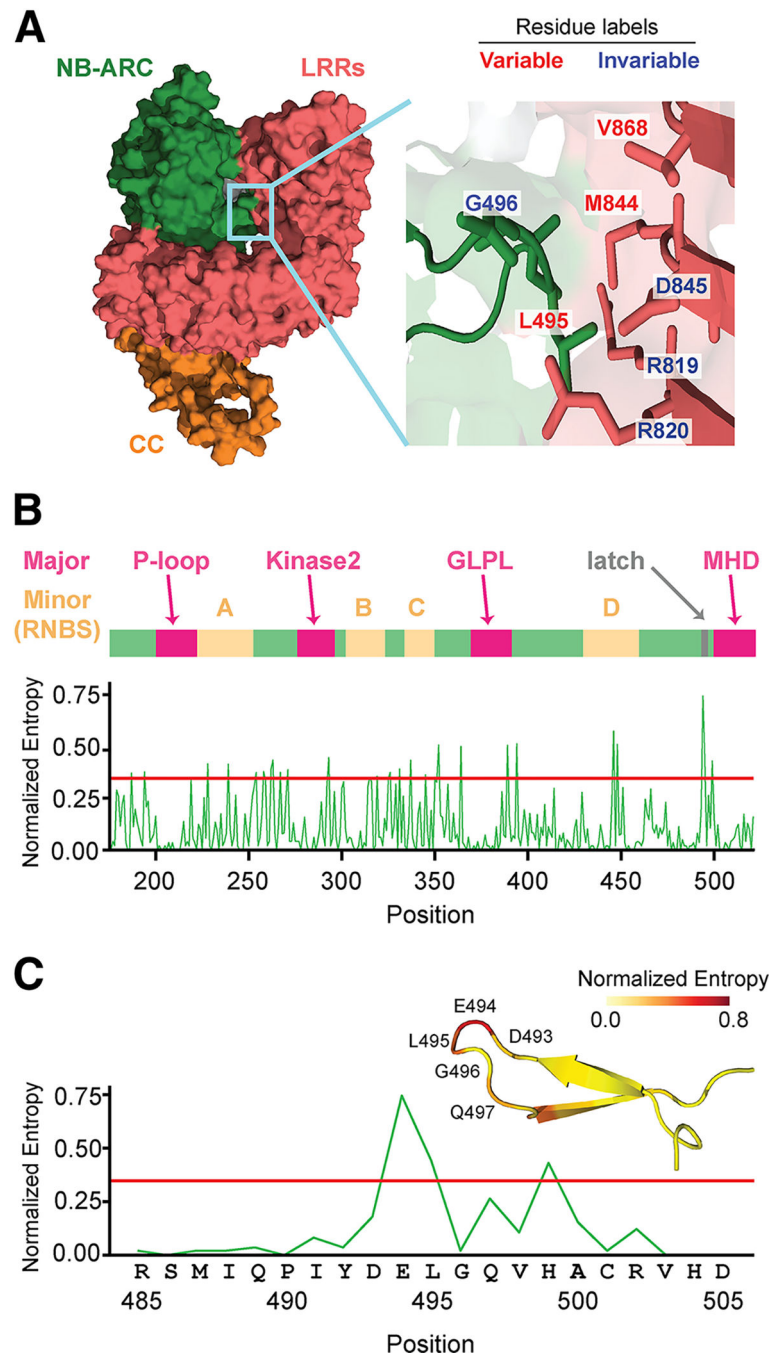 A
NB-ARC
LRRs
CC
Residue labels
Variable Invariable
V868
G496
M844
D845
L495
R819
R820
B
Major P-loop Kinase2 GLPL latch MHD
Minor A B C D
(RNBS)
Normalized Entropy
0.75
0.50
0.25
0.00
200 250 300 350 400 450 500
Position
C
Normalized Entropy
0.0 0.8
E494
L495 D493
G496
Q497
Normalized Entropy
0.75
0.50
0.25
0.00
R S M I Q P I Y D E L G Q V H A C R V H D
485 490 495 500 505
Position